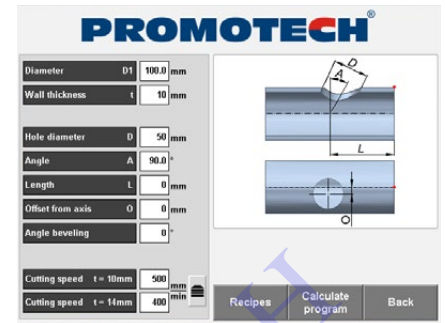 PROMOTECH®
Diameter D1 100.0 mm
Wall thickness t 10 mm
Hole diameter D 50 mm
Angle A 90.0 °
Length L 0 mm
Offset from axis O 0 mm
Angle beveling 0 °
Cutting speed t = 10mm 500 mm
min
Cutting speed t = 14mm 400
D
A
L
O
Recipes
Calculate
program
Back
H